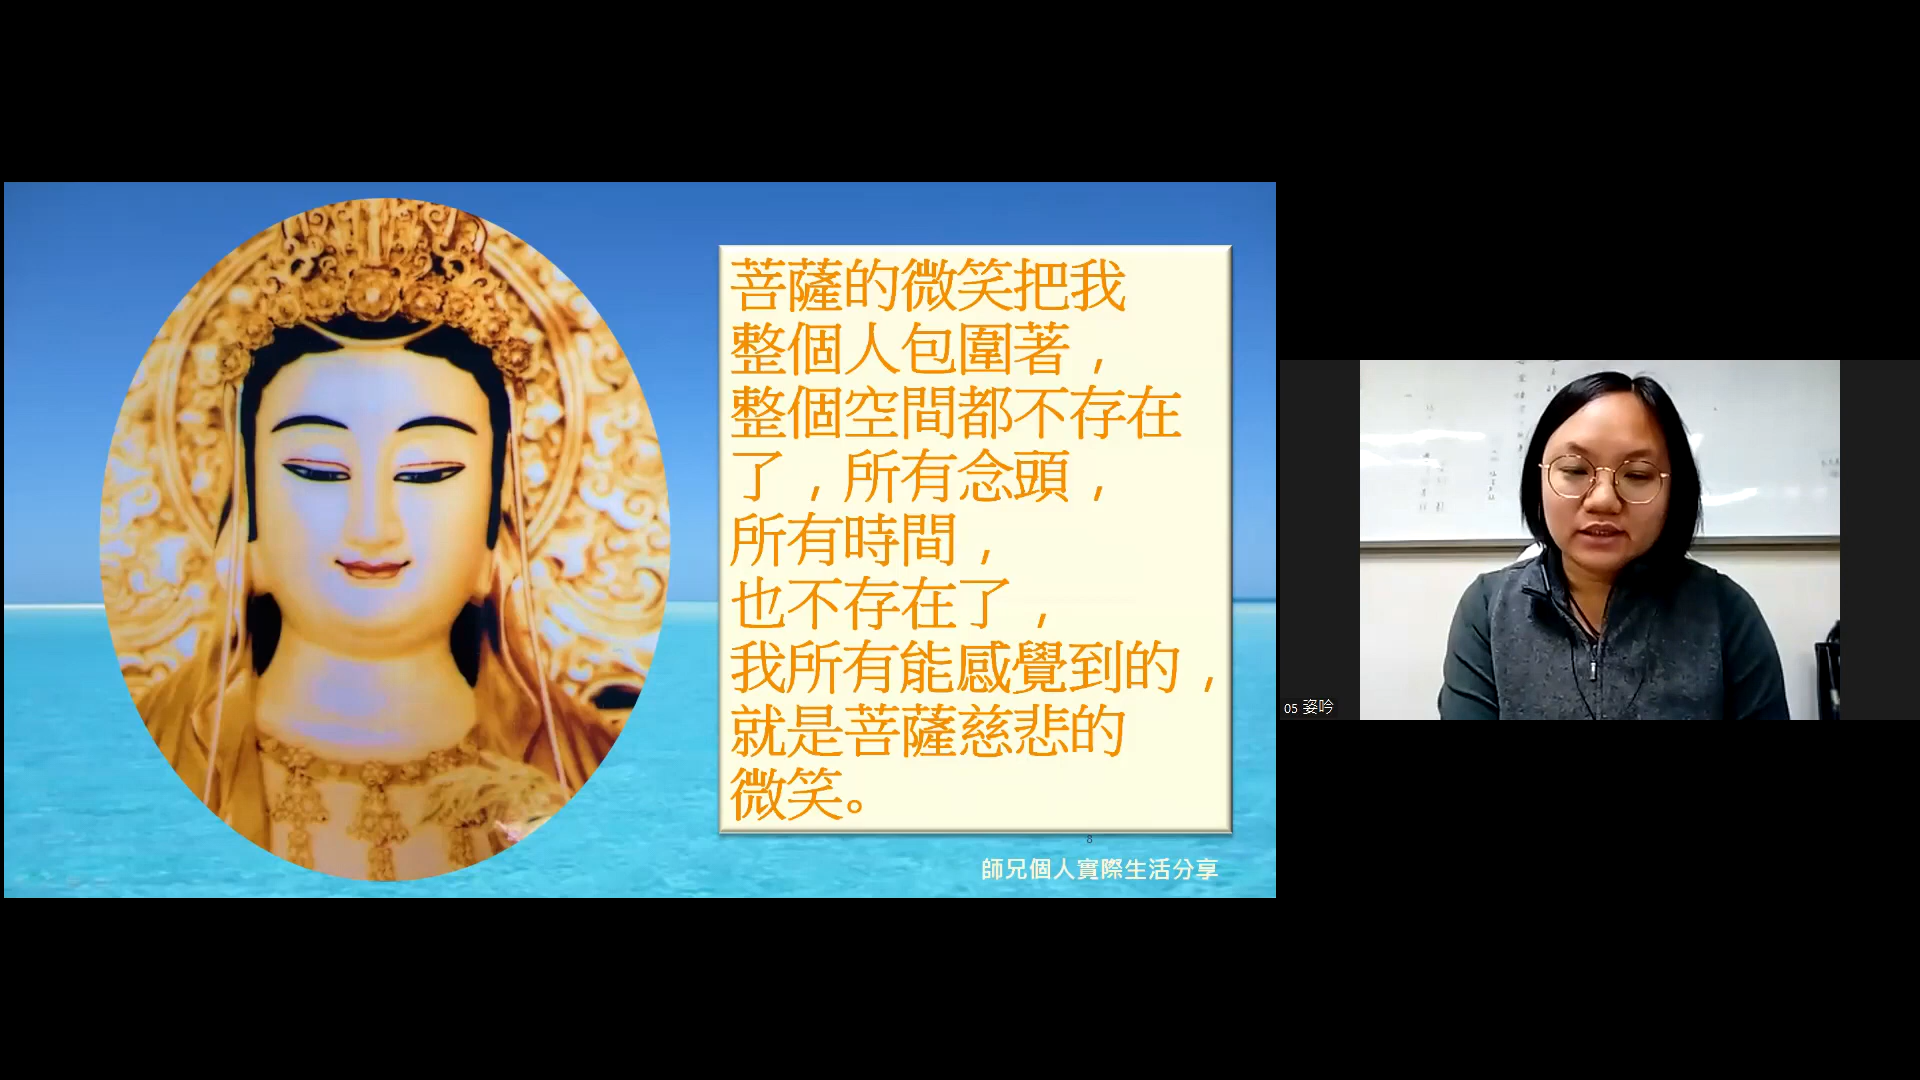 菩薩的微笑把我
整個人包圍著，
整個空間都不存在
了，所有念頭，
所有時間，
也不存在了，
我所有能感覺到的，
就是菩薩慈悲的
微笑。
8
師兄個人實際生活分享
05 姿吟